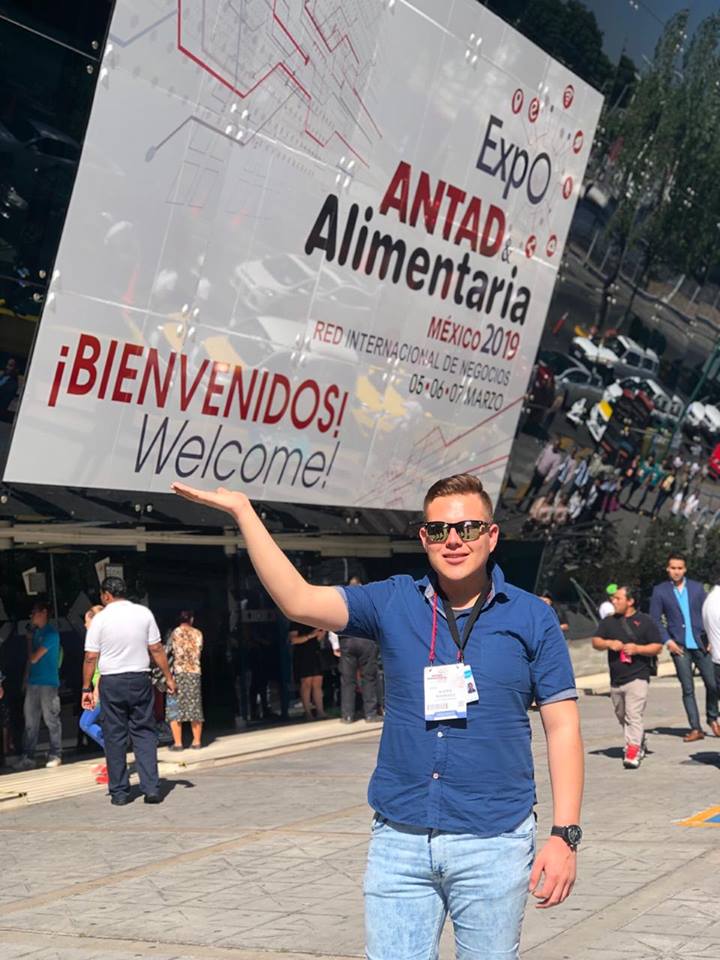 Expo
ANTAD
& Alimentaria
MÉXICO 2019
RED INTERNACIONAL DE NEGOCIOS
05•06•07 MARZO
¡BIENVENIDOS!
Welcome!